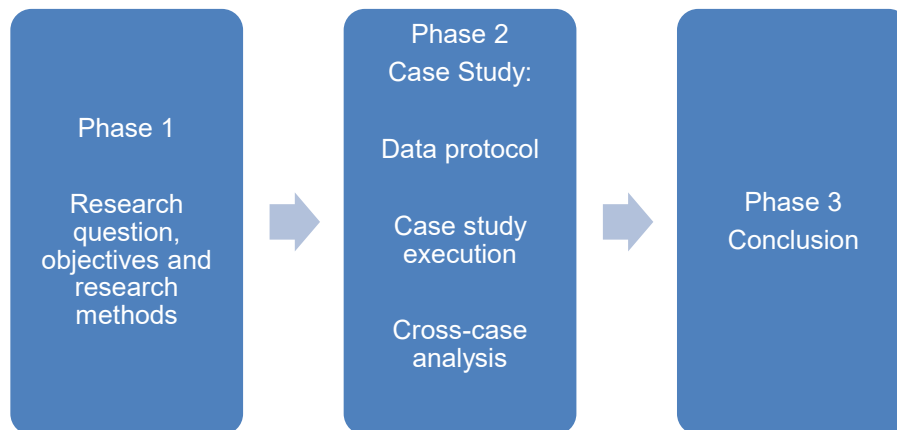 Phase 1
Research
question,
objectives and
research
methods
Phase 2
Case Study:
Data protocol
Case study
execution
Cross-case
analysis
Phase 3
Conclusion